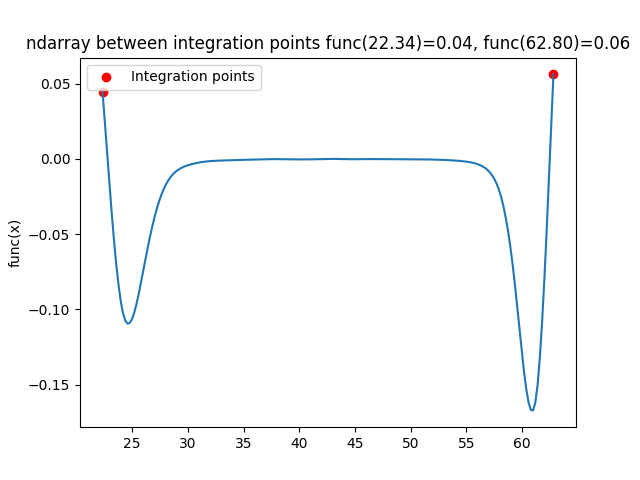 ndarray between integration points func(22.34)=0.04, func(62.80)=0.06
Integration points
func(x)
0.05
0.00
−0.05
−0.10
−0.15
25 30 35 40 45 50 55 60